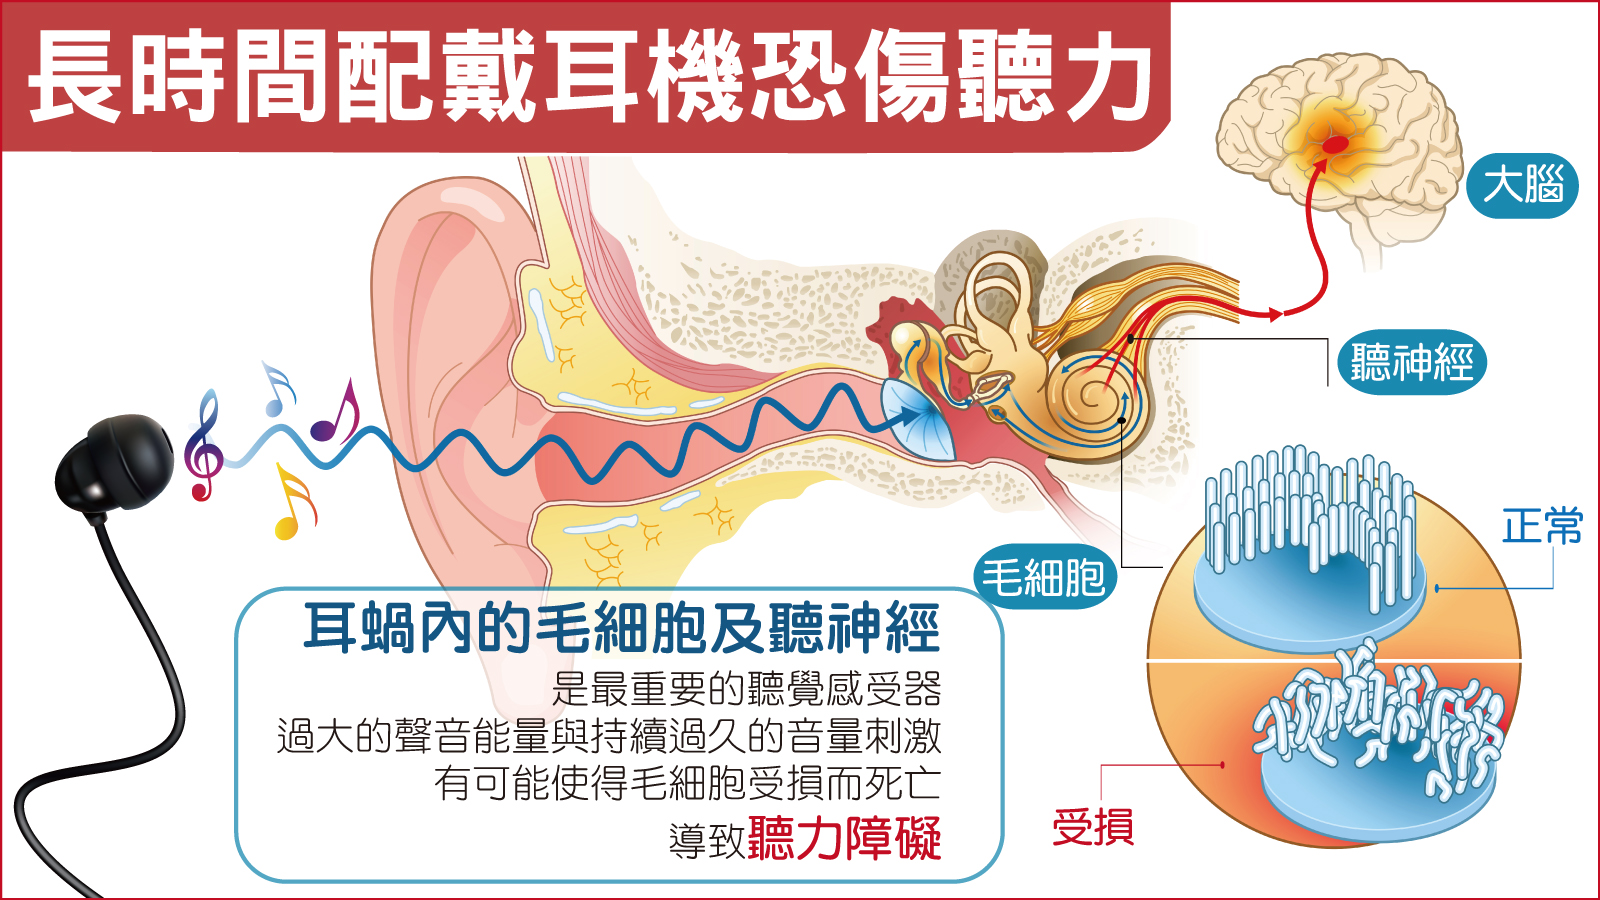 長時間配戴耳機恐傷聽力
大腦
聽神經
毛細胞
正常
受損
耳蝸內的毛細胞及聽神經
是最重要的聽覺感受器
過大的聲音能量與持續過久的音量刺激
有可能使得毛細胞受損而死亡
導致聽力障礙